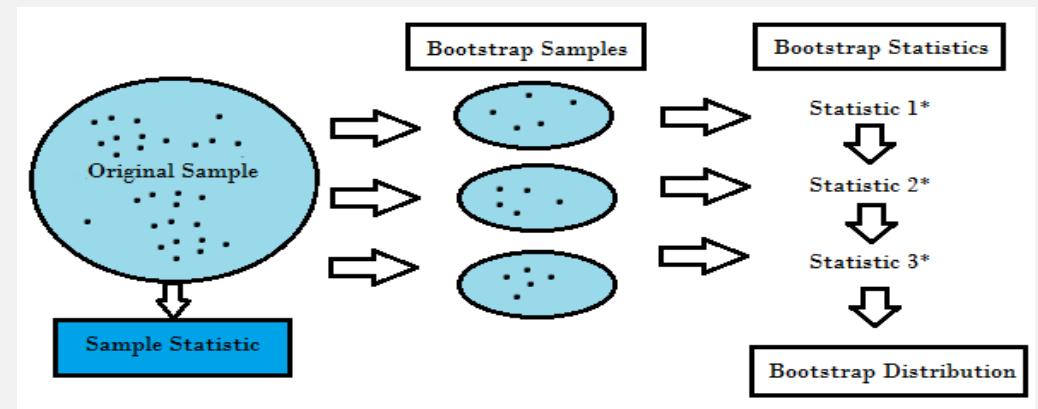 Bootstrap Samples
Bootstrap Statistics
Statistic 1*
Original Sample
Statistic 2*
Statistic 3*
Sample Statistic
Bootstrap Distribution